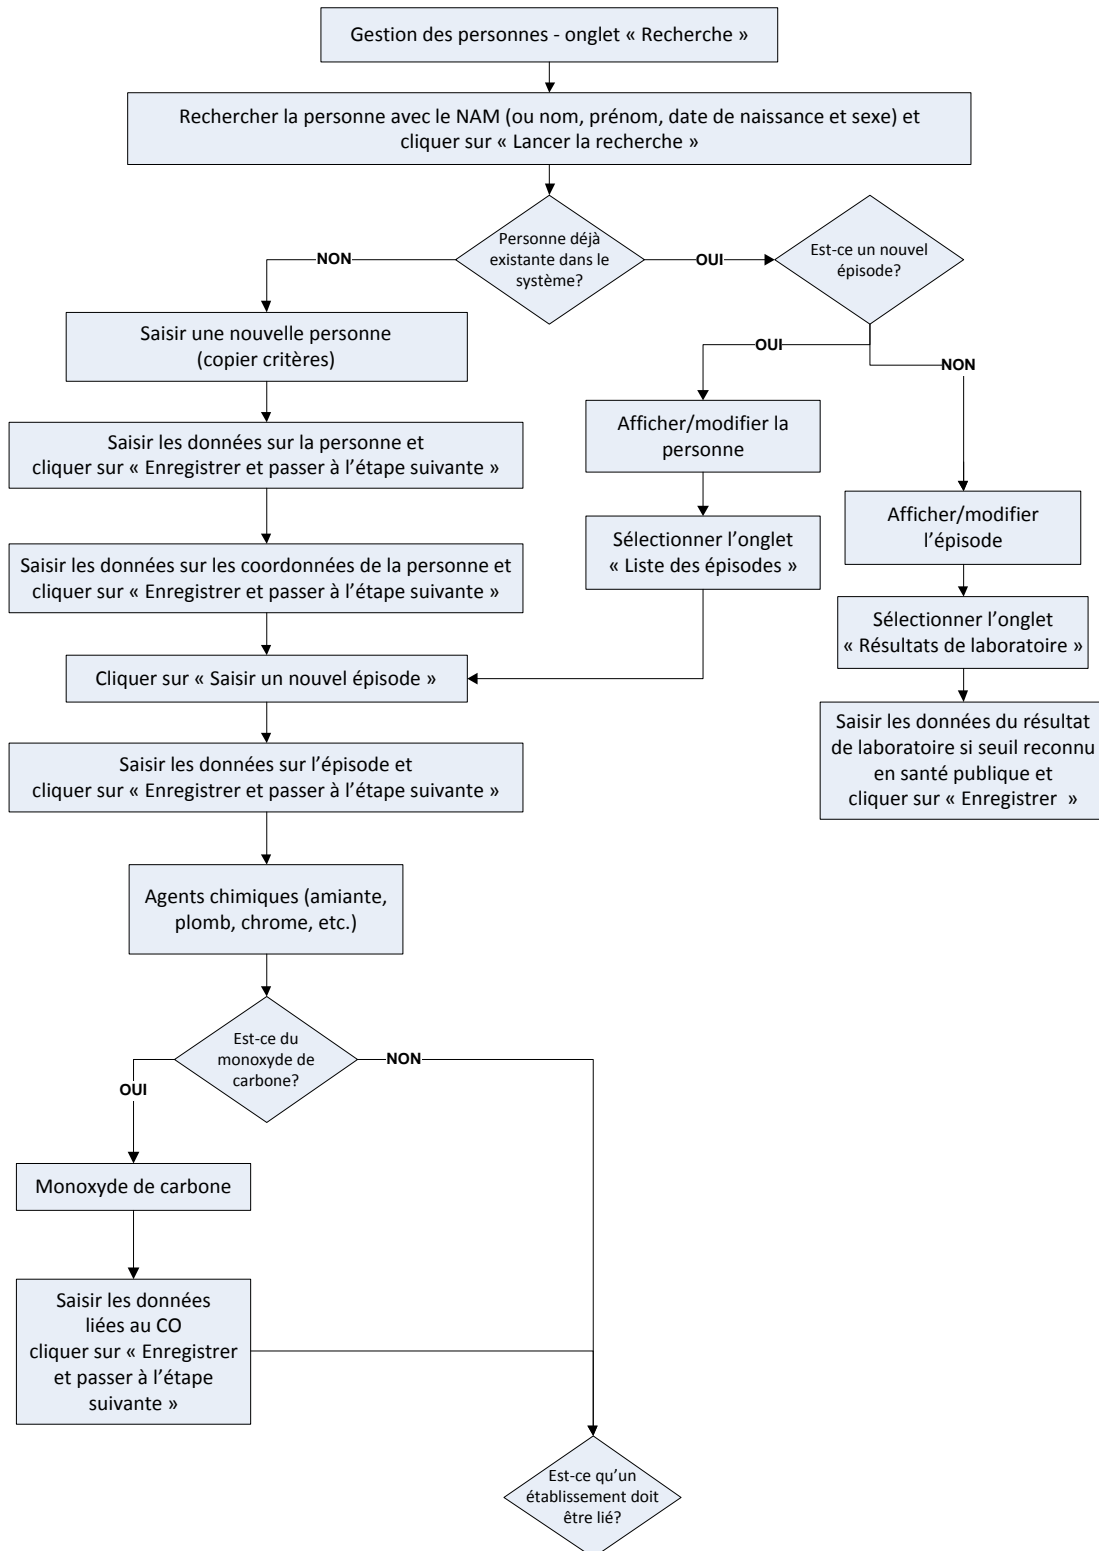 Gestion des personnes - onglet « Recherche »
Rechercher la personne avec le NAM (ou nom, prénom, date de naissance et sexe) et
cliquer sur « Lancer la recherche »
Personne déjà
existante dans le
système?
NON
OUI
Est-ce un nouvel
épisode?
Saisir une nouvelle personne
(copier critères)
OUI
NON
Afficher/modifier la
personne
Saisir les données sur la personne et
cliquer sur « Enregistrer et passer à l’étape suivante »
Afficher/modifier
l’épisode
Sélectionner l’onglet
« Liste des épisodes »
Saisir les données sur les coordonnées de la personne et
cliquer sur « Enregistrer et passer à l’étape suivante »
Sélectionner l’onglet
« Résultats de laboratoire »
Cliquer sur « Saisir un nouvel épisode »
Saisir les données du résultat
de laboratoire si seuil reconnu
en santé publique et
cliquer sur « Enregistrer  »
Saisir les données sur l’épisode et
cliquer sur « Enregistrer et passer à l’étape suivante »
Agents chimiques (amiante,
plomb, chrome, etc.)
Est-ce du
monoxyde de
carbone?
OUI
NON
Monoxyde de carbone
Saisir les données
liées au CO
cliquer sur « Enregistrer
et passer à l’étape
suivante »
Est-ce qu’un
établissement doit
être lié?